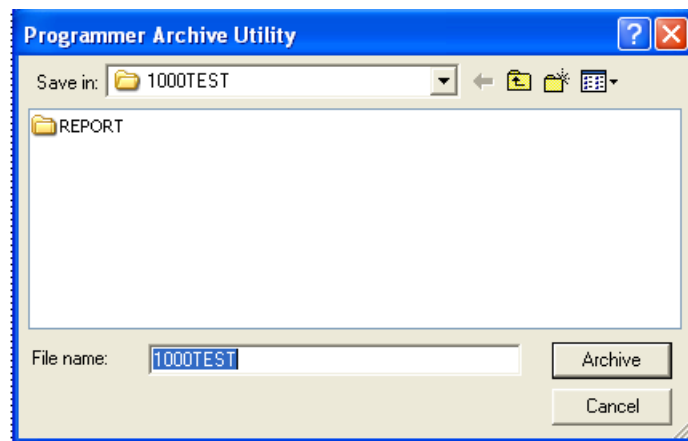 Programmer Archive Utility
Save in: 1000TEST
REPORT
File name: 1000TEST Archive
Cancel